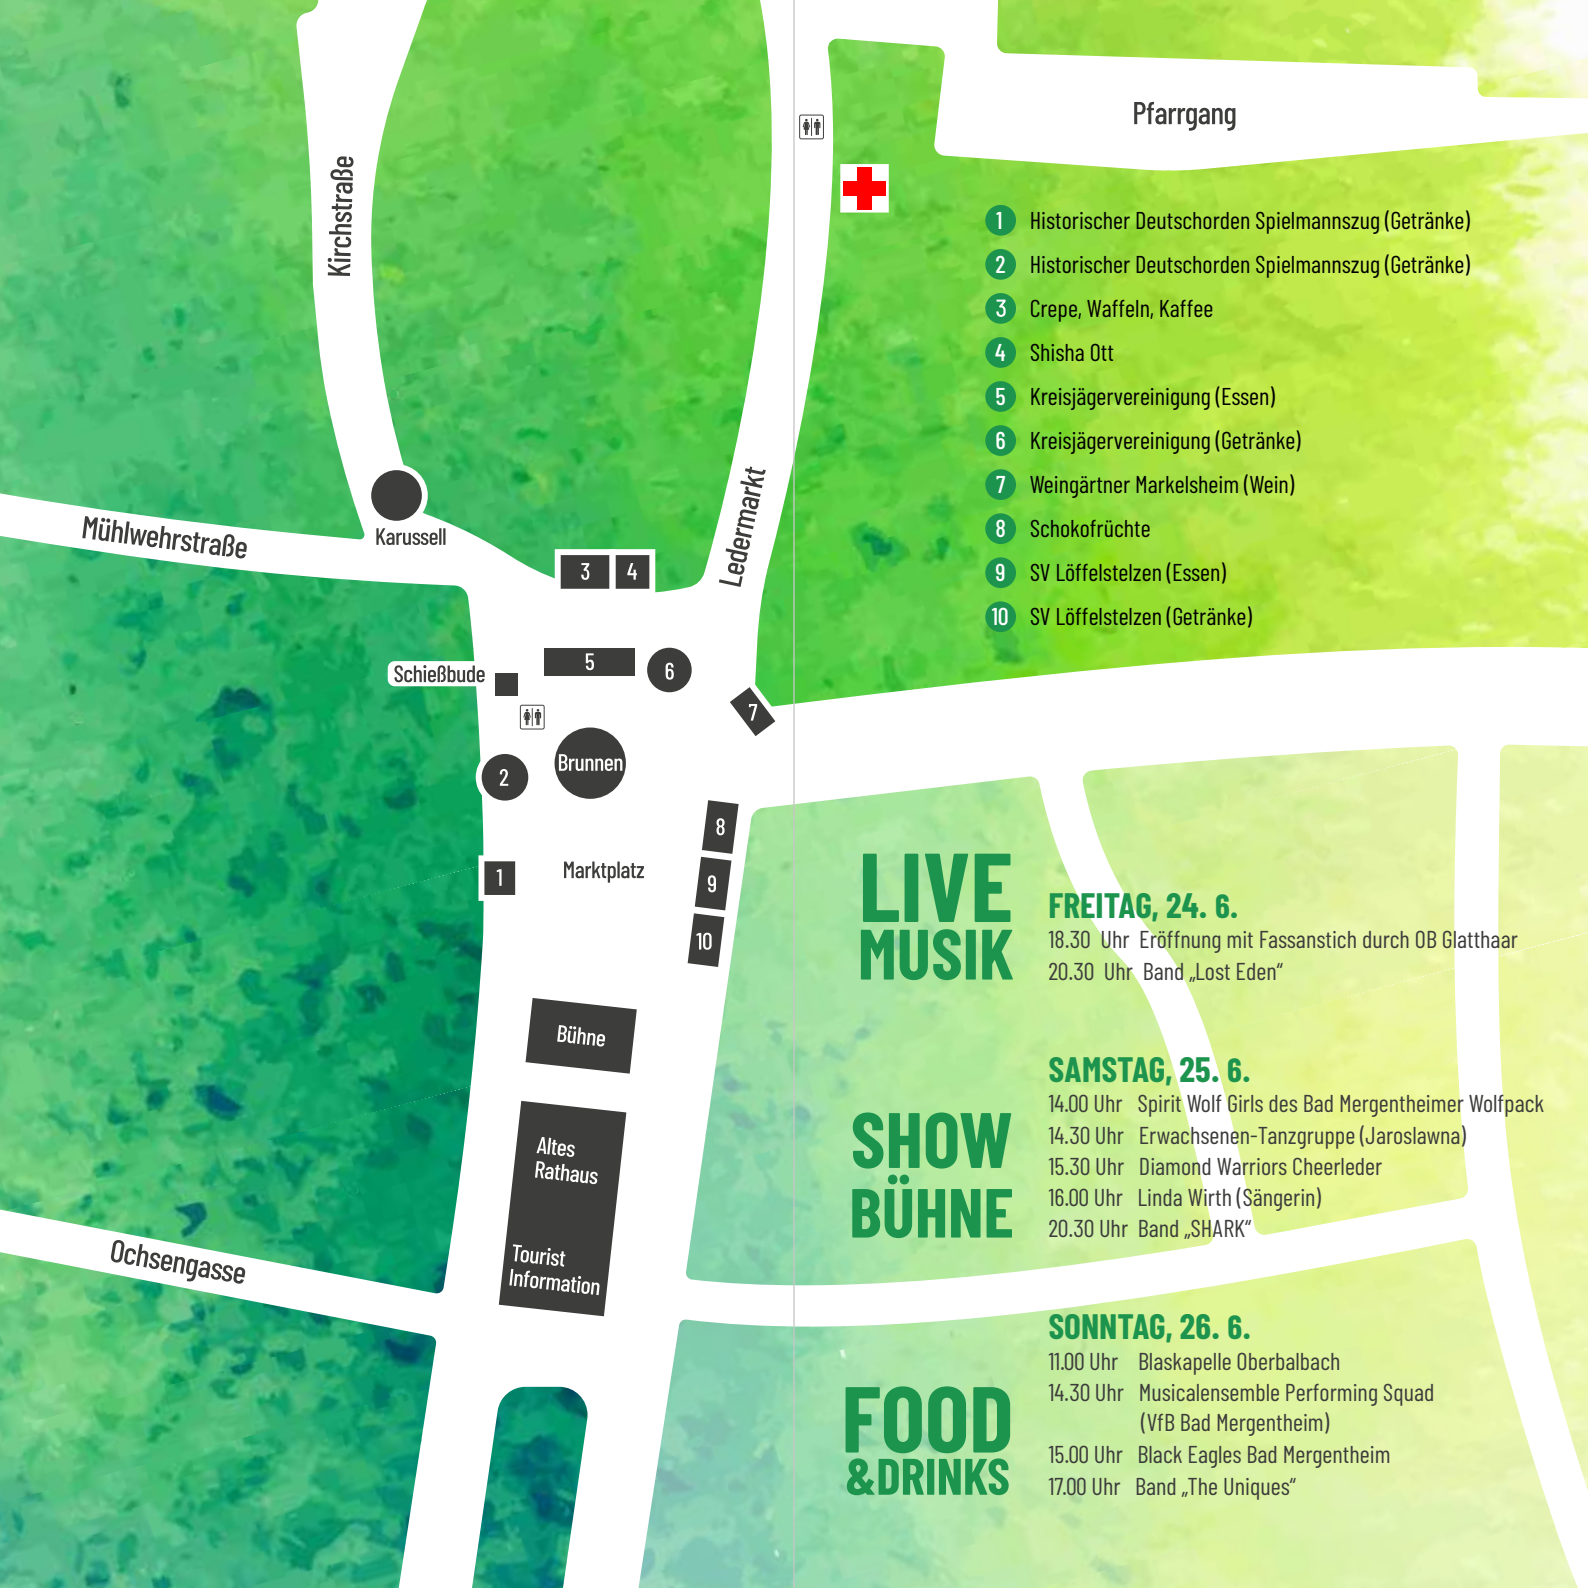 Pfarrgang
Kirchstraße
1 Historischer Deutschorden Spielmannszug (Getränke)
2 Historischer Deutschorden Spielmannszug (Getränke)
3 Crepe, Waffeln, Kaffee
4 Shisha Ott
5 Kreisjägervereinigung (Essen)
6 Kreisjägervereinigung (Getränke)
7 Weingärtner Markelsheim (Wein)
8 Schokofrüchte
9 SV Löffelstelzen (Essen)
10 SV Löffelstelzen (Getränke)
Ledermarkt
Mühlwehrstraße
Karussell
3
4
5
6
Schießbude
7
Brunnen
2
8
Marktplatz
1
9
10
Bühne
Altes
Rathaus
Tourist
Information
Ochsengasse
LIVE
MUSIK
FREITAG, 24. 6.
18.30 Uhr Eröffnung mit Fassanstich durch OB Glatthaar
20.30 Uhr Band „Lost Eden“
SHOW
BÜHNE
SAMSTAG, 25. 6.
14.00 Uhr Spirit Wolf Girls des Bad Mergentheimer Wolfpack
14.30 Uhr Erwachsenen-Tanzgruppe (Jaroslawna)
15.30 Uhr Diamond Warriors Cheerleder
16.00 Uhr Linda Wirth (Sängerin)
20.30 Uhr Band „SHARK“
FOOD
&DRINKS
SONNTAG, 26. 6.
11.00 Uhr Blaskapelle Oberbalbach
14.30 Uhr Musicalensemble Performing Squad
(VfB Bad Mergentheim)
15.00 Uhr Black Eagles Bad Mergentheim
17.00 Uhr Band „The Uniques“